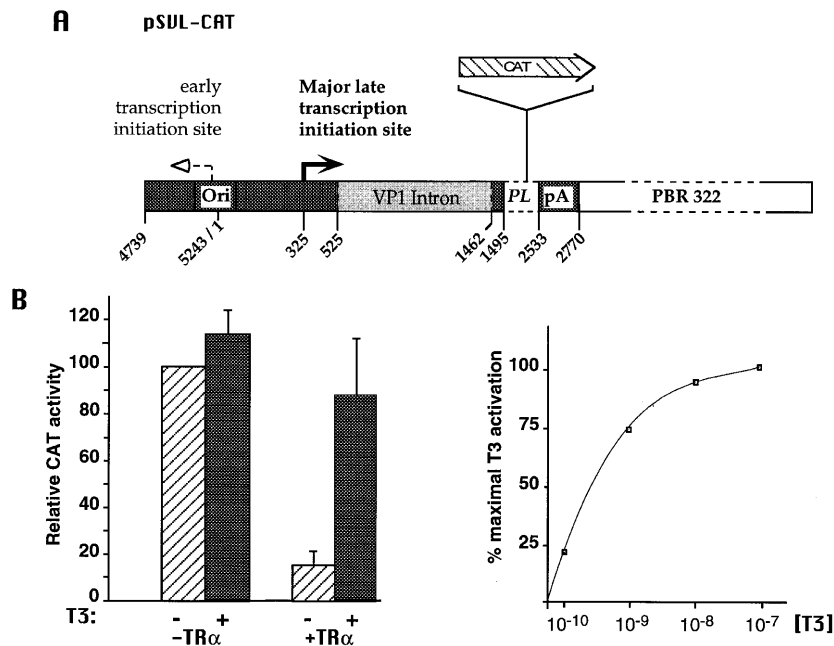 A pSVL-CAT
CAT
early
transcription
initiation site
Major late
transcription
initiation site
Ori
VP1 Intron
PL
pA
PBR 322
4739
5243 / 1
325
525
1462
1495
2533
2770
B
Relative CAT activity
120
100
80
60
40
20
0
T3: - + - +
–TRα +TRα
% maximal T3 activation
100
75
50
25
10-10 10-9 10-8 10-7 [T3]